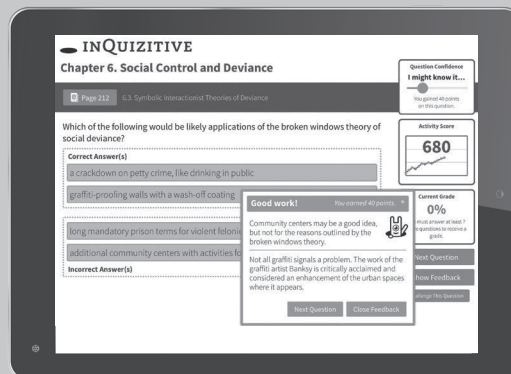 INQUIZITIVE
Chapter 6. Social Control and Deviance
Page 212 6.3. Symbolic Interactionist Theories of Deviance
Which of the following would be likely applications of the broken windows theory of
social deviance?
Correct Answer(s)
a crackdown on petty crime, like drinking in public
graffiti-proofing walls with a wash-off coating
long mandatory prison terms for violent
additional community centers with activities
Incorrect Answer(s)
Good work! You earned 40 points.
Community centers may be a good idea,
but not for the reasons outlined by the
broken windows theory.
Not all graffiti signals a problem. The work of the
graffiti artist Banksy is critically acclaimed and
considered an enhancement of the urban spaces
where it appears.
Next Question Close Feedback
Question Confidence
I might know it...
You gained 40 points
on this question.
Activity Score
680
Current Grade
0%
must answer at least ?
questions to receive a
grade.
Next Question
how Feedback
allenge This Question